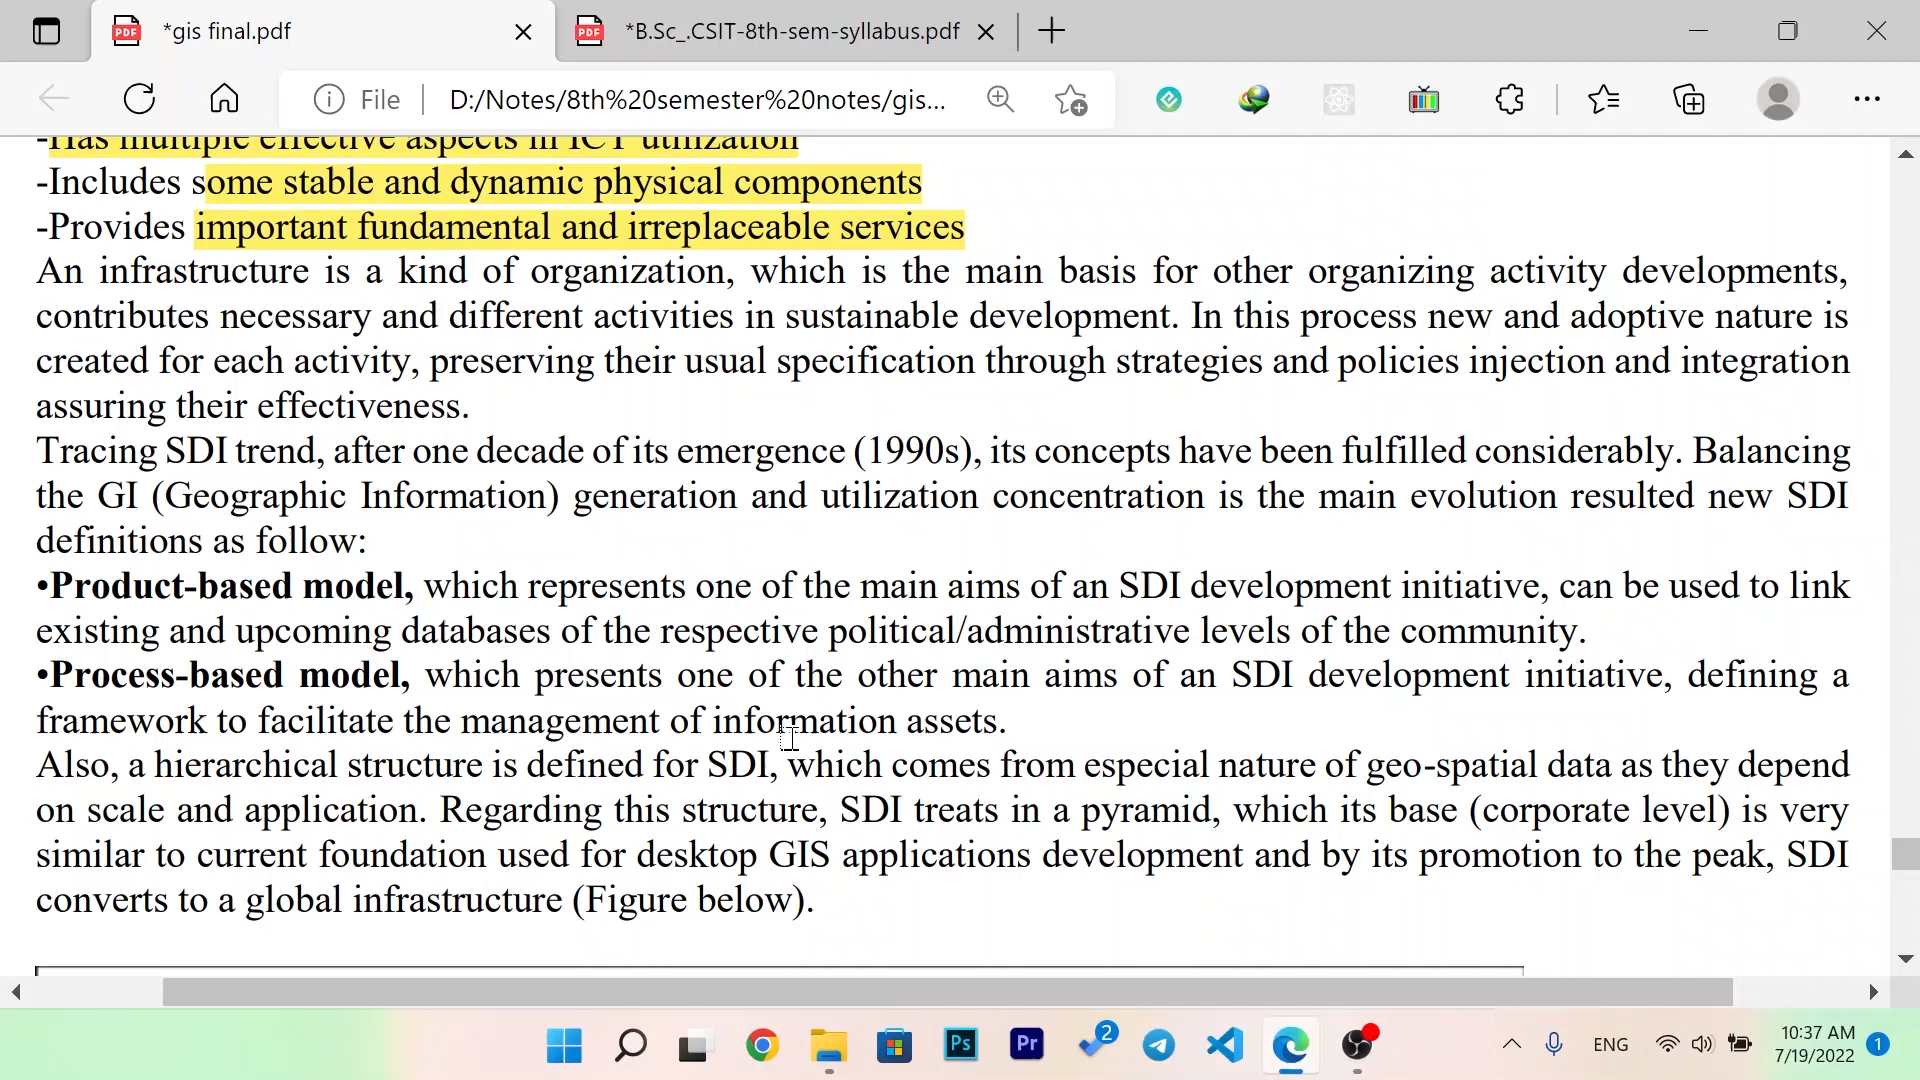 *gis final.pdf
*B.Sc_.CSIT-8th-sem-syllabus.pdf
File
D:/Notes/8th%20semester%20notes/gis...
-Has multiple effective aspects in ICT utilization
-Includes some stable and dynamic physical components
-Provides important fundamental and irreplaceable services
An infrastructure is a kind of organization, which is the main basis for other organizing activity developments,
contributes necessary and different activities in sustainable development. In this process new and adoptive nature is
created for each activity, preserving their usual specification through strategies and policies injection and integration
assuring their effectiveness.
Tracing SDI trend, after one decade of its emergence (1990s), its concepts have been fulfilled considerably. Balancing
the GI (Geographic Information) generation and utilization concentration is the main evolution resulted new SDI
definitions as follow:
•Product-based model, which represents one of the main aims of an SDI development initiative, can be used to link
existing and upcoming databases of the respective political/administrative levels of the community.
•Process-based model, which presents one of the other main aims of an SDI development initiative, defining a
framework to facilitate the management of information assets.
Also, a hierarchical structure is defined for SDI, which comes from especial nature of geo-spatial data as they depend
on scale and application. Regarding this structure, SDI treats in a pyramid, which its base (corporate level) is very
similar to current foundation used for desktop GIS applications development and by its promotion to the peak, SDI
converts to a global infrastructure (Figure below).
Ps
Pr
2
ENG
10:37 AM
7/19/2022
1